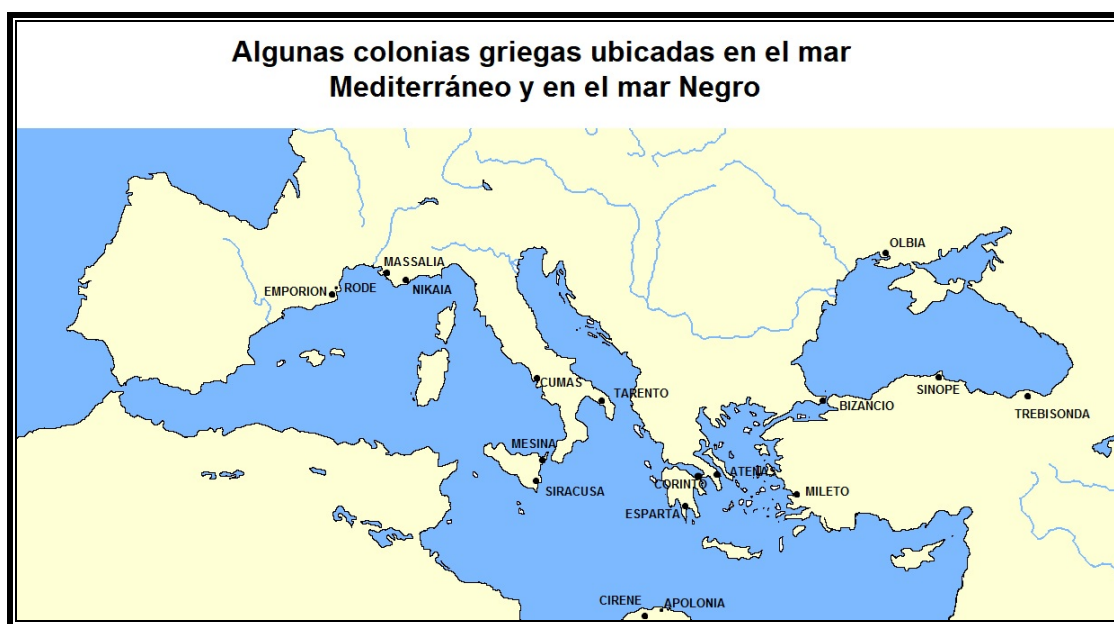 Algunas colonias griegas ubicadas en el mar
Mediterráneo y en el mar Negro
OLBIA
MASSALIA
EMPORION
RODE
NIKAIA
CUMAS
TARENTO
SINOPE
BIZANCIO
TREBISONDA
MESINA
SIRACUSA
CORINTO
ATENAS
MILETO
ESPARTA
CIRENE
APOLONIA